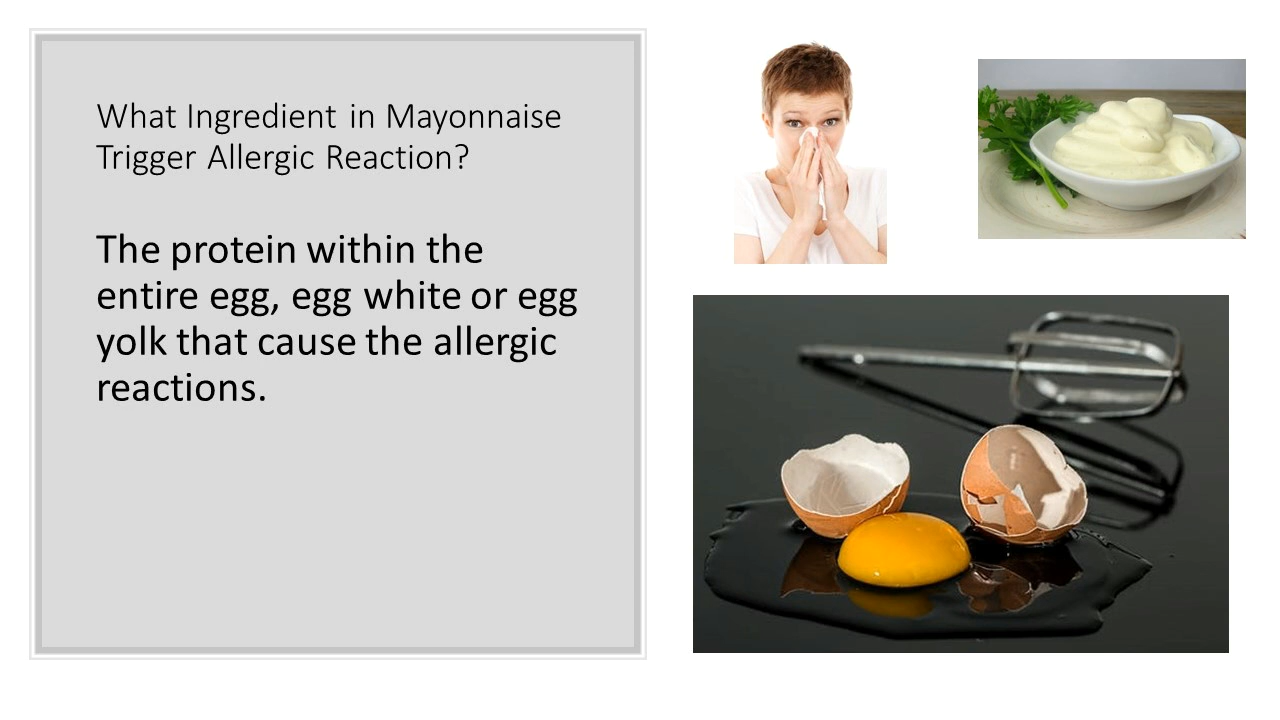 What Ingredient in Mayonnaise
Trigger Allergic Reaction?
The protein within the
entire egg, egg white or egg
yolk that cause the allergic
reactions.